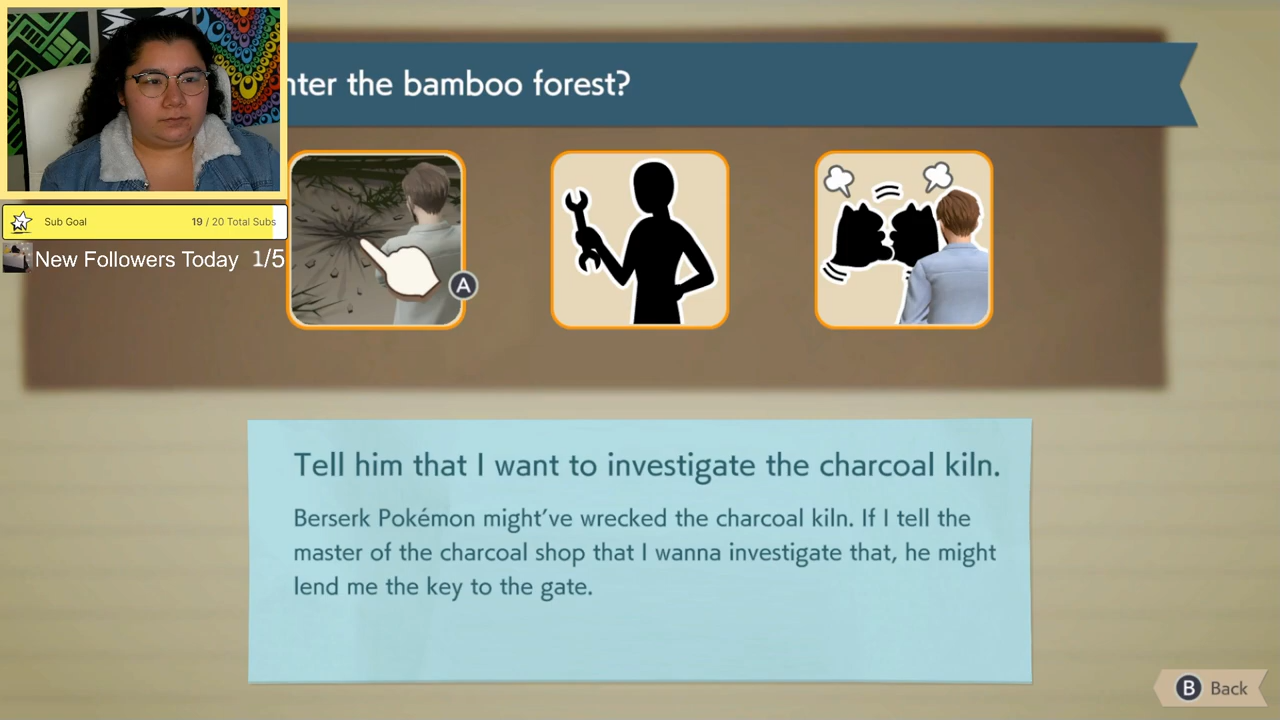 nter the bamboo forest?
Sub Goal 19 / 20 Total Subs
New Followers Today 1/5
A
Tell him that I want to investigate the charcoal kiln.
Berserk Pokémon might've wrecked the charcoal kiln. If I tell the
master of the charcoal shop that I wanna investigate that, he might
lend me the key to the gate.
B Back